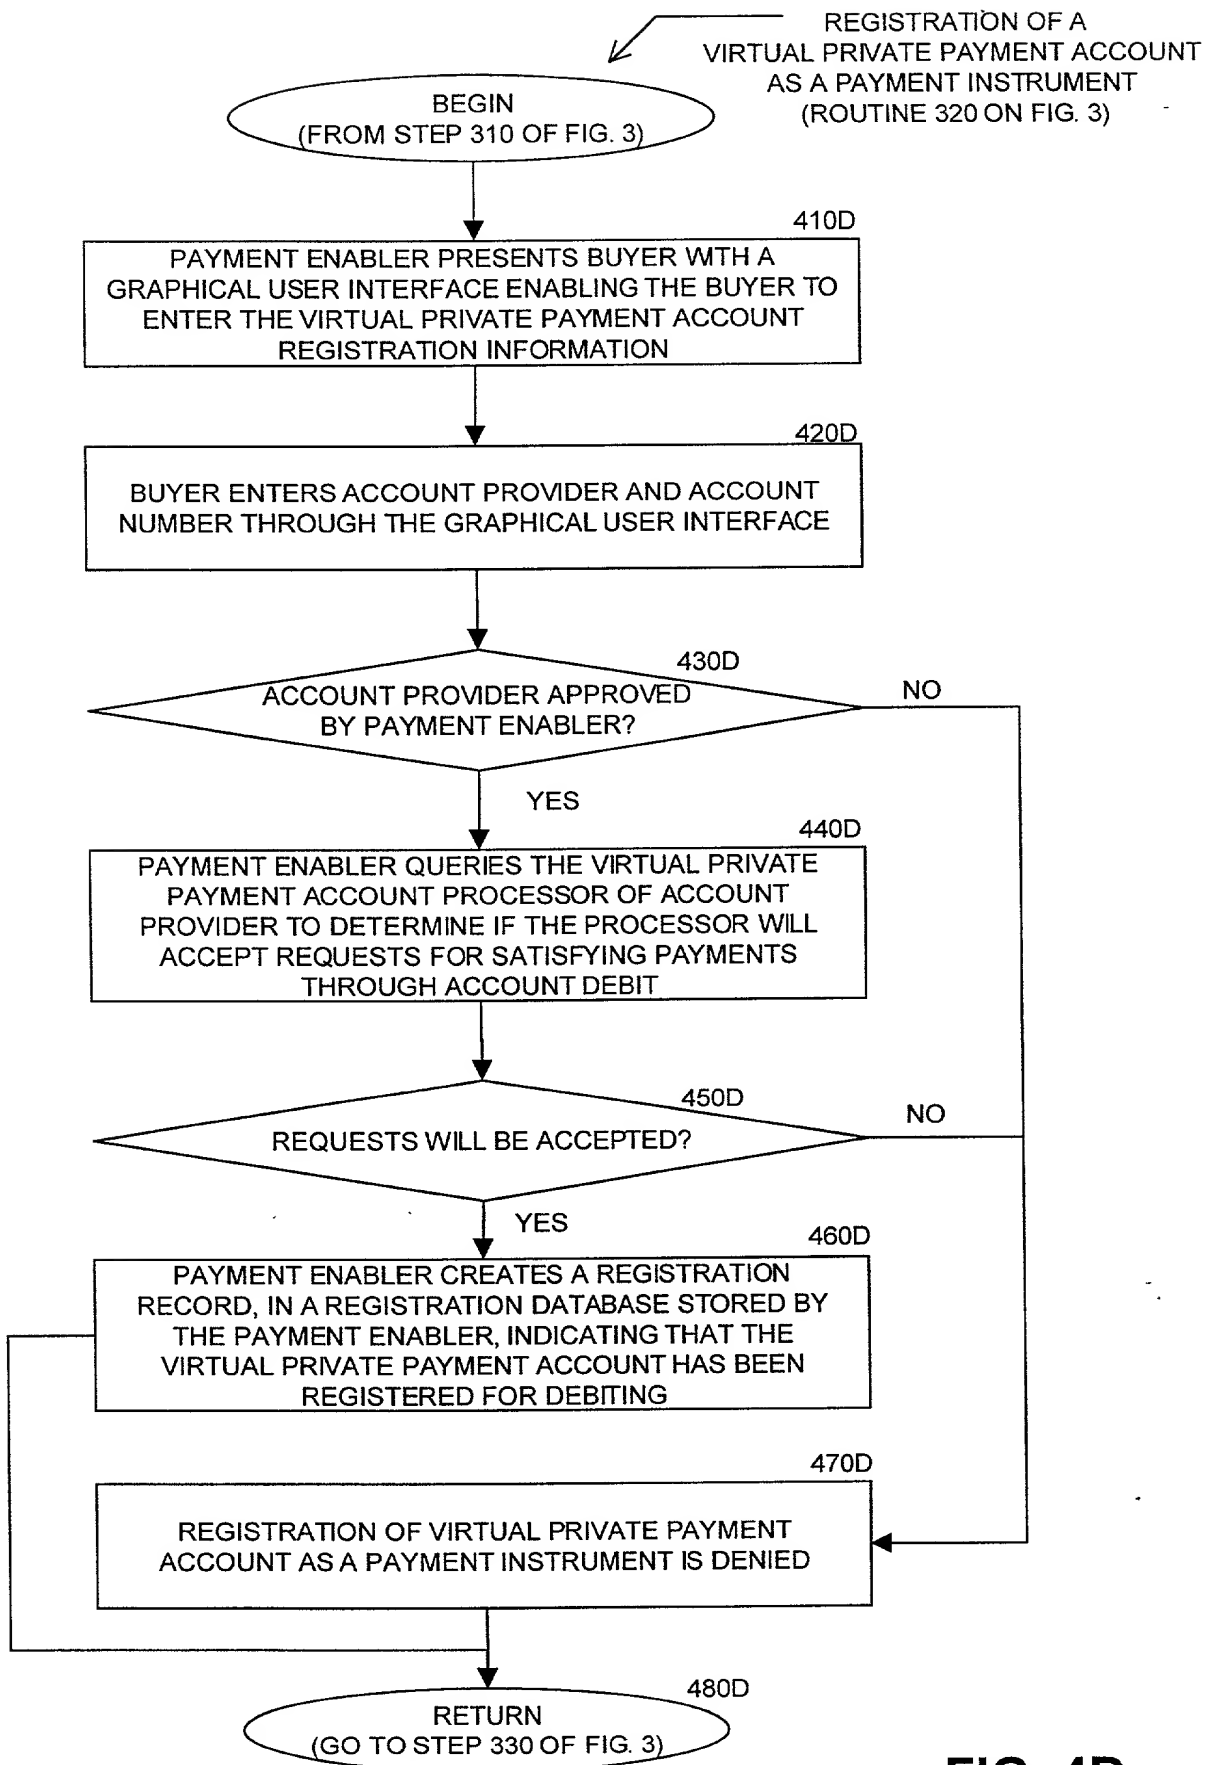 REGISTRATION OF A
VIRTUAL PRIVATE PAYMENT ACCOUNT
AS A PAYMENT INSTRUMENT
(ROUTINE 320 ON FIG. 3)
BEGIN
(FROM STEP 310 OF FIG. 3)
410D
PAYMENT ENABLER PRESENTS BUYER WITH A
GRAPHICAL USER INTERFACE ENABLING THE BUYER TO
ENTER THE VIRTUAL PRIVATE PAYMENT ACCOUNT
REGISTRATION INFORMATION
420D
BUYER ENTERS ACCOUNT PROVIDER AND ACCOUNT
NUMBER THROUGH THE GRAPHICAL USER INTERFACE
430D
ACCOUNT PROVIDER APPROVED
BY PAYMENT ENABLER?
NO
YES
440D
PAYMENT ENABLER QUERIES THE VIRTUAL PRIVATE
PAYMENT ACCOUNT PROCESSOR OF ACCOUNT
PROVIDER TO DETERMINE IF THE PROCESSOR WILL
ACCEPT REQUESTS FOR SATISFYING PAYMENTS
THROUGH ACCOUNT DEBIT
450D
REQUESTS WILL BE ACCEPTED?
NO
YES
460D
PAYMENT ENABLER CREATES A REGISTRATION
RECORD, IN A REGISTRATION DATABASE STORED BY
THE PAYMENT ENABLER, INDICATING THAT THE
VIRTUAL PRIVATE PAYMENT ACCOUNT HAS BEEN
REGISTERED FOR DEBITING
470D
REGISTRATION OF VIRTUAL PRIVATE PAYMENT
ACCOUNT AS A PAYMENT INSTRUMENT IS DENIED
480D
RETURN
(GO TO STEP 330 OF FIG. 3)